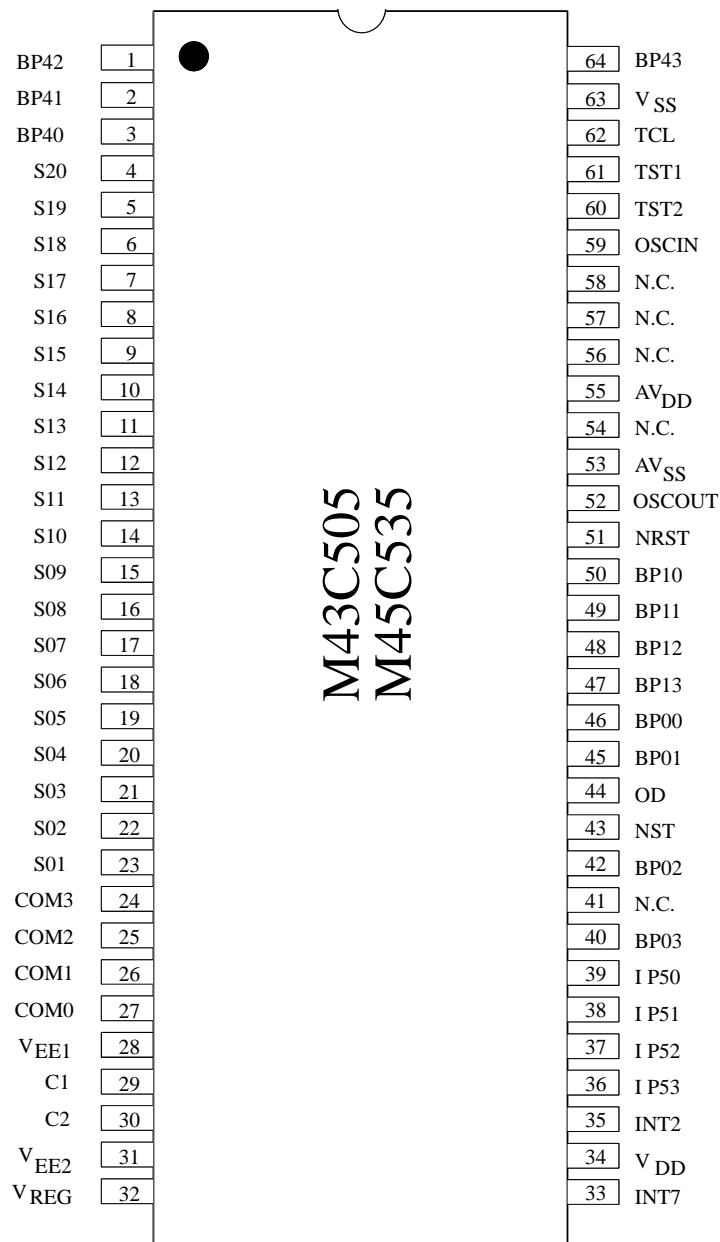 BP42 1 64 BP43
BP41 2 63 VSS
BP40 3 62 TCL
S20 4 61 TST1
S19 5 60 TST2
S18 6 59 OSCIN
S17 7 58 N.C.
S16 8 57 N.C.
S15 9 56 N.C.
S14 10 55 AVDD
S13 11 54 N.C.
S12 12 53 AVSS
S11 13 52 OSCOUT
S10 14 51 NRST
S09 15 50 BP10
S08 16 49 BP11
S07 17 48 BP12
S06 18 47 BP13
S05 19 46 BP00
S04 20 45 BP01
S03 21 44 OD
S02 22 43 NST
S01 23 42 BP02
COM3 24 41 N.C.
COM2 25 40 BP03
COM1 26 39 I P50
COM0 27 38 I P51
VEE1 28 37 I P52
C1 29 36 I P53
C2 30 35 INT2
VEE2 31 34 VDD
VREG 32 33 INT7
M43C505
M45C535